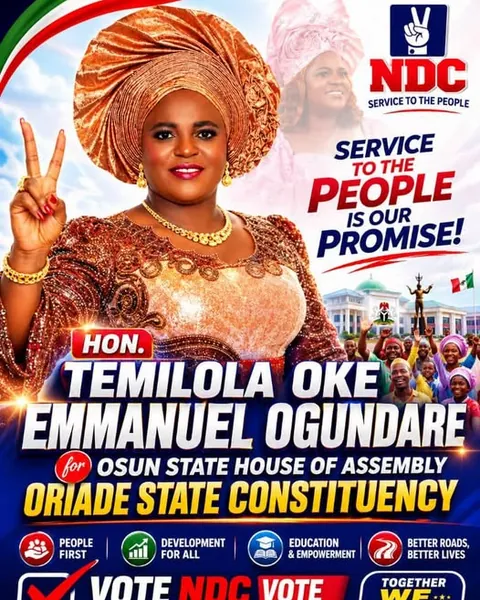 NDC
SERVICE TO THE PEOPLE
SERVICE
TO THE
PEOPLE
IS OUR
PROMISE!
HON.
TEMILOLA OKE
EMMANUEL OGUNDARE
for OSUN STATE HOUSE OF ASSEMBLY
ORIADE STATE CONSTITUENCY
PEOPLE
FIRST
DEVELOPMENT
FOR ALL
EDUCATION
& EMPOWERMENT
BETTER ROADS,
BETTER LIVES
VOTE NDC VOTE
TOGETHER
WE